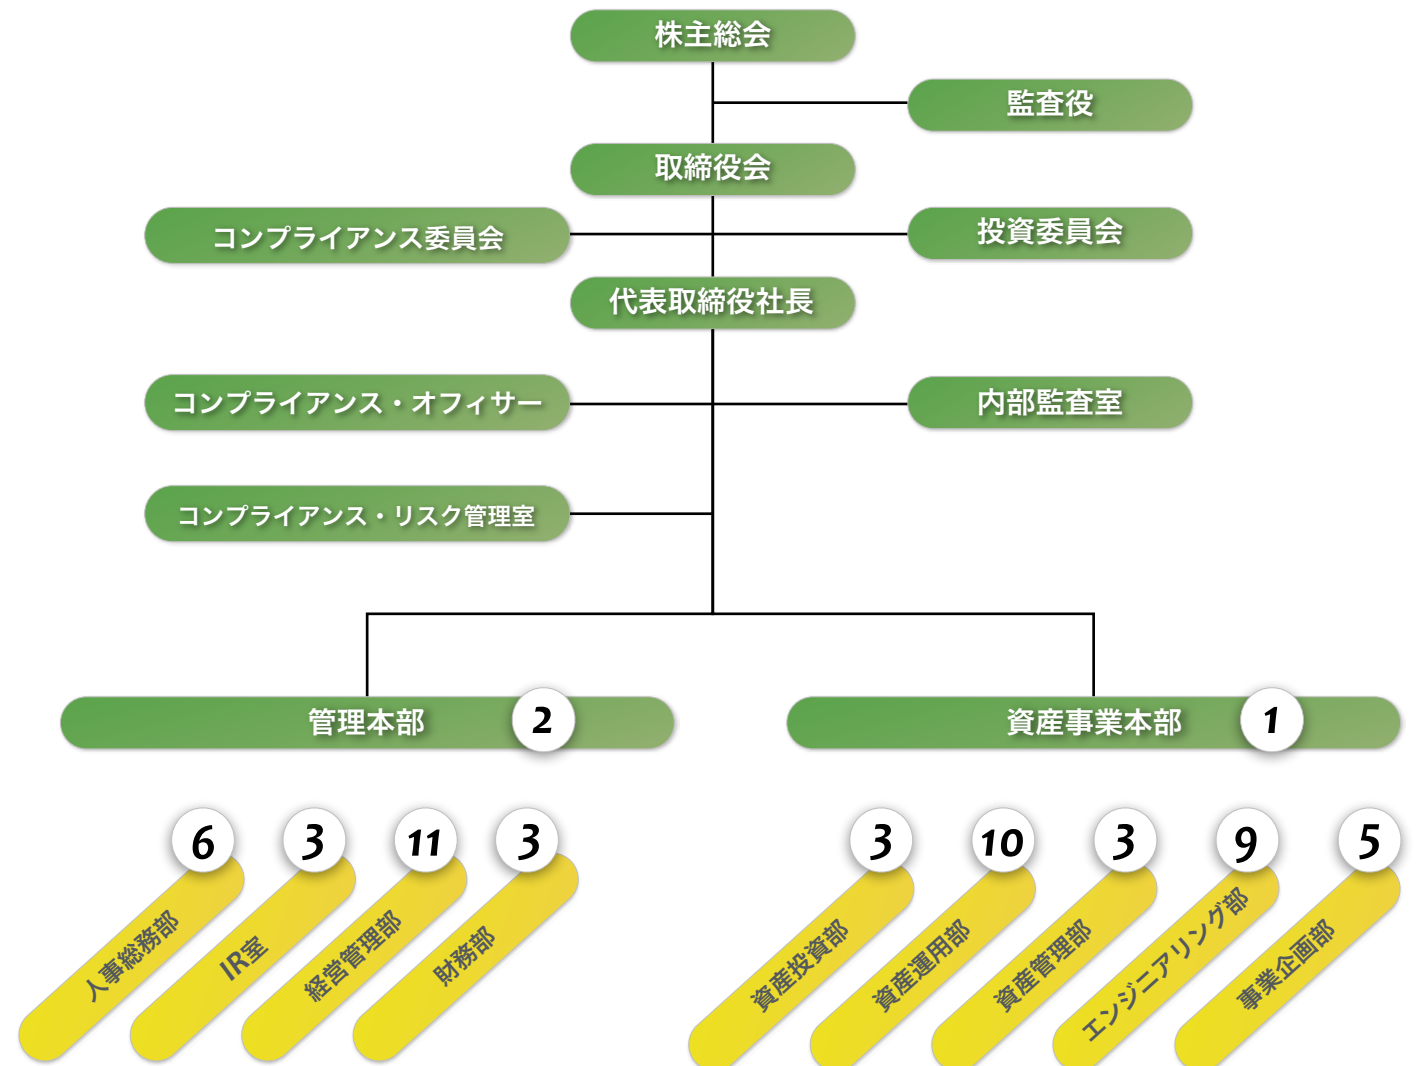 株主総会
監査役
取締役会
コンプライアンス委員会
投資委員会
代表取締役社長
コンプライアンス・オフィサー
内部監査室
コンプライアンス・リスク管理室
管理本部
2
資産事業本部
1
6
3
11
3
3
10
3
9
5
人事総務部
IR室
経営管理部
財務部
資産投資部
資産運用部
資産管理部
エンジニアリング部
事業企画部